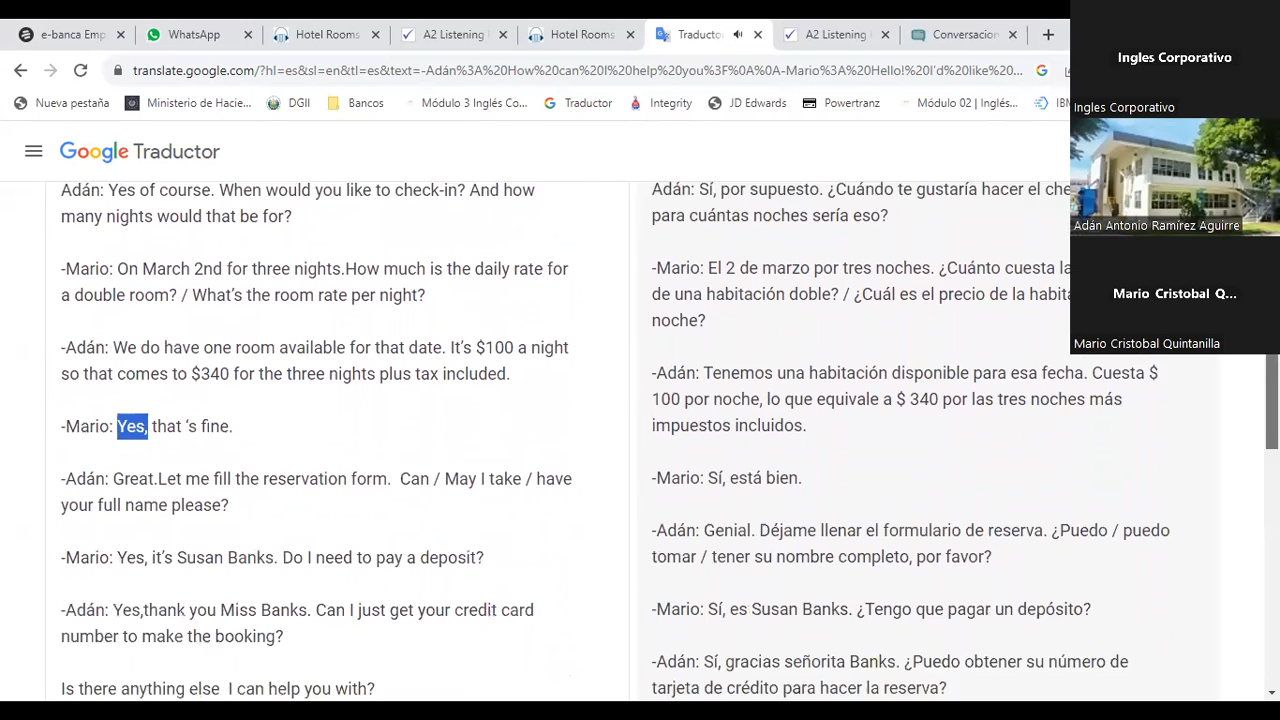 e-banca Emp
WhatsApp
Hotel Rooms
A2 Listening
Hotel Rooms
Traductor
A2 Listening
Conversacion
translate.google.com/?hl=es&sl=en&tl=es&text=-Adán%3A%20How%20can%20I%20help%20you%3F%0A%0A-Mario%3A%20Hello!%20I'd%20like%20...
Nueva pestaña
Ministerio de Hacie...
DGII
Bancos
Módulo 3 Inglés Co...
Traductor
Integrity
JD Edwards
Powertranz
Módulo 02 | Inglés...
IBM
Google Traductor
Adán: Yes of course. When would you like to check-in? And how
many nights would that be for?
-Mario: On March 2nd for three nights.How much is the daily rate for
a double room? / What's the room rate per night?
-Adán: We do have one room available for that date. It's $100 a night
so that comes to $340 for the three nights plus tax included.
-Mario: Yes, that 's fine.
-Adán: Great.Let me fill the reservation form. Can / May I take / have
your full name please?
-Mario: Yes, it's Susan Banks. Do I need to pay a deposit?
-Adán: Yes,thank you Miss Banks. Can I just get your credit card
number to make the booking?
Is there anything else I can help you with?
Adán: Sí, por supuesto. ¿Cuándo te gustaría hacer el che
para cuántas noches sería eso?
-Mario: El 2 de marzo por tres noches. ¿Cuánto cuesta la
de una habitación doble? / ¿Cuál es el precio de la habita
noche?
-Adán: Tenemos una habitación disponible para esa fecha. Cuesta $
100 por noche, lo que equivale a $ 340 por las tres noches más
impuestos incluidos.
-Mario: Sí, está bien.
-Adán: Genial. Déjame llenar el formulario de reserva. ¿Puedo / puedo
tomar / tener su nombre completo, por favor?
-Mario: Sí, es Susan Banks. ¿Tengo que pagar un depósito?
-Adán: Sí, gracias señorita Banks. ¿Puedo obtener su número de
tarjeta de crédito para hacer la reserva?
Ingles Corporativo
Ingles Corporativo
Adán Antonio Ramírez Aguirre
Mario Cristobal Q...
Mario Cristobal Quintanilla